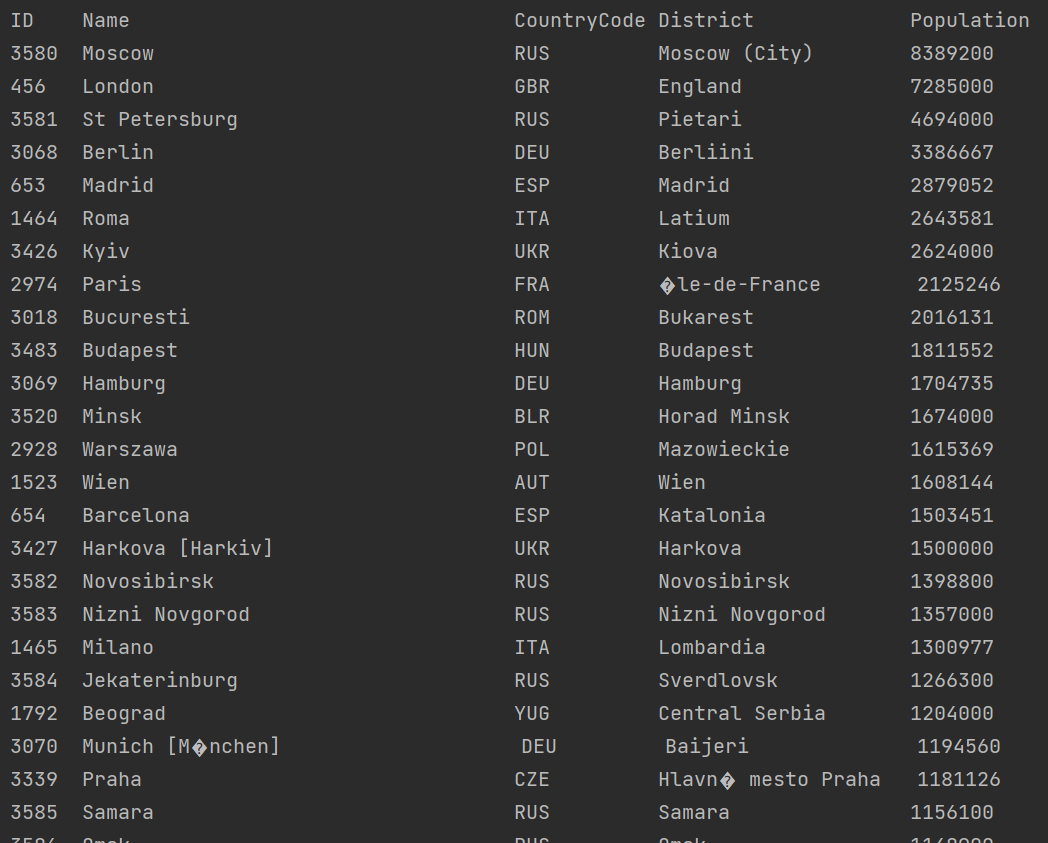 ID Name CountryCode District Population
3580 Moscow RUS Moscow (City) 8389200
456 London GBR England 7285000
3581 St Petersburg RUS Pietari 4694000
3068 Berlin DEU Berliini 3386667
653 Madrid ESP Madrid 2879052
1464 Roma ITA Latium 2643581
3426 Kyiv UKR Kiova 2624000
2974 Paris FRA �le-de-France 2125246
3018 Bucuresti ROM Bukarest 2016131
3483 Budapest HUN Budapest 1811552
3069 Hamburg DEU Hamburg 1704735
3520 Minsk BLR Horad Minsk 1674000
2928 Warszawa POL Mazowieckie 1615369
1523 Wien AUT Wien 1608144
654 Barcelona ESP Katalonia 1503451
3427 Harkova [Harkiv] UKR Harkova 1500000
3582 Novosibirsk RUS Novosibirsk 1398800
3583 Nizni Novgorod RUS Nizni Novgorod 1357000
1465 Milano ITA Lombardia 1300977
3584 Jekaterinburg RUS Sverdlovsk 1266300
1792 Beograd YUG Central Serbia 1204000
3070 Munich [M�nchen] DEU Baijeri 1194560
3339 Praha CZE Hlavn� mesto Praha 1181126
3585 Samara RUS Samara 1156100